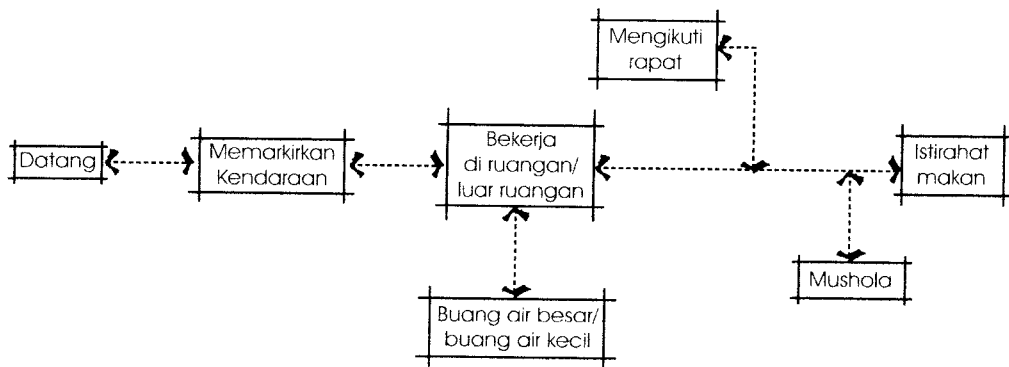 Mengikuti
rapat
Datang
Memarkirkan
Kendaraan
Bekerja
di ruangan/
luar ruangan
Istirahat
makan
Mushola
Buang air besar/
buang air kecil